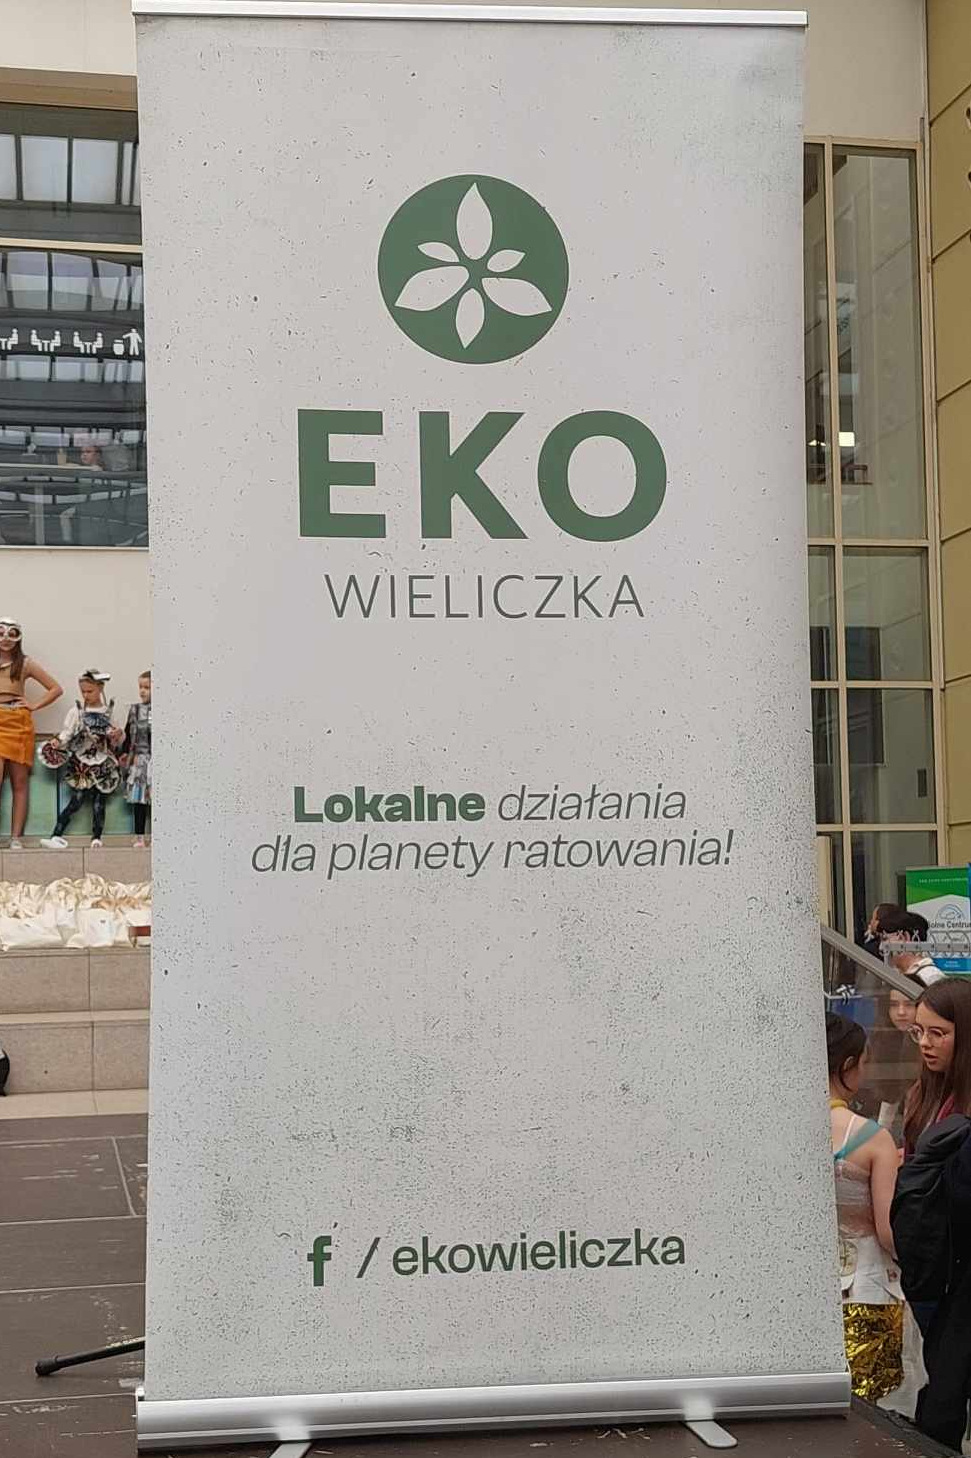 EKO
WIELICZKA
Lokalne działania
dla planety ratowania!
f / ekowieliczka